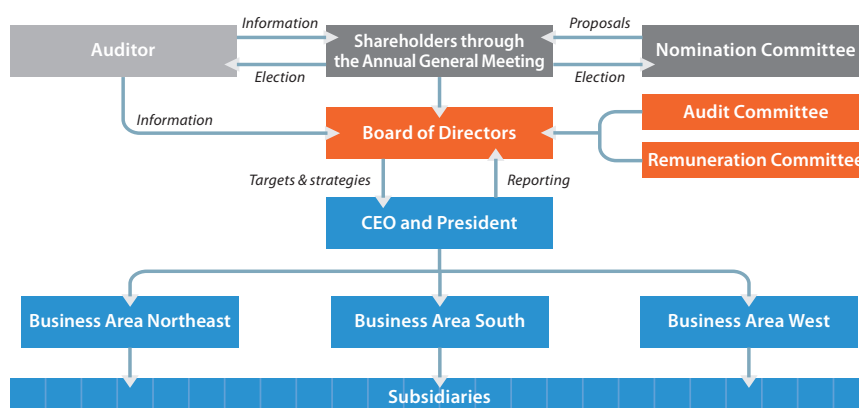 Information
Proposals
Auditor
Shareholders through
the Annual General Meeting
Nomination Committee
Election
Election
Audit Committee
Information
Board of Directors
Remuneration Committee
Targets & strategies
Reporting
CEO and President
Business Area Northeast
Business Area South
Business Area West
Subsidiaries